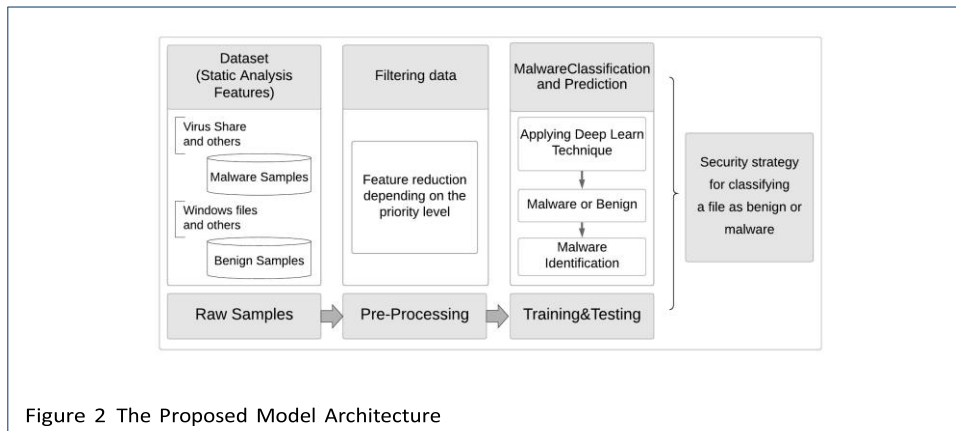 Dataset
(Static Analysis
Features)
Virus Share
and others
Malware Samples
Windows files
and others
Benign Samples
Raw Samples
Filtering data
Feature reduction
depending on the
priority level
Pre-Processing
MalwareClassification
and Prediction
Applying Deep Learn
Technique
Malware or Benign
Malware
Identification
Training&Testing
Security strategy
for classifying
a file as benign or
malware
Figure 2 The Proposed Model Architecture